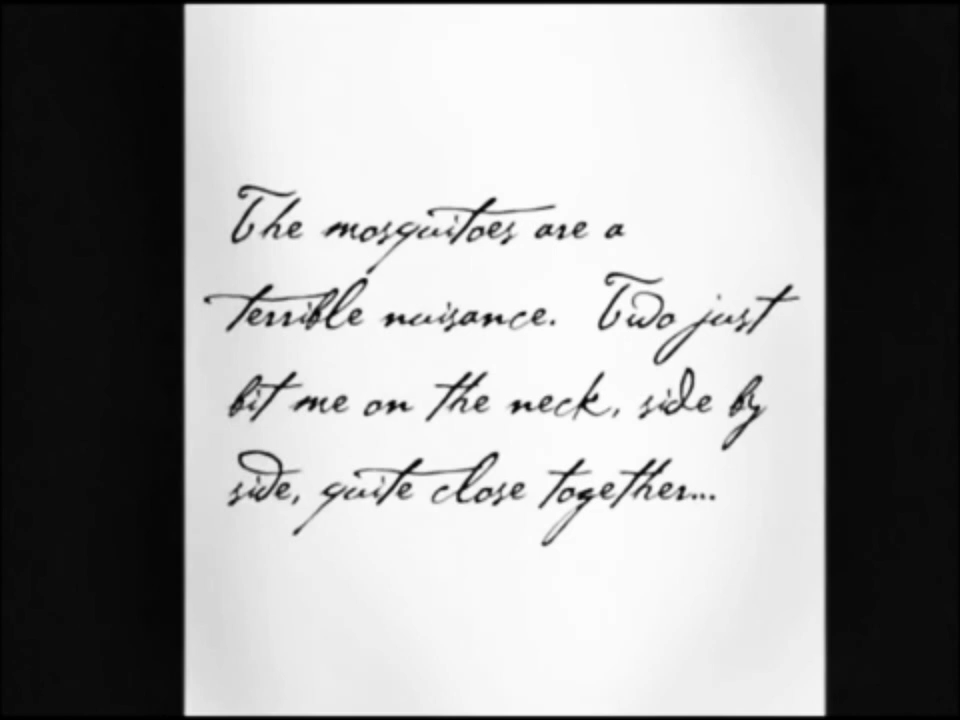 The mosquitoes are a
terrible nuisance. Two just
bit me on the neck, side by
side, quite close together...